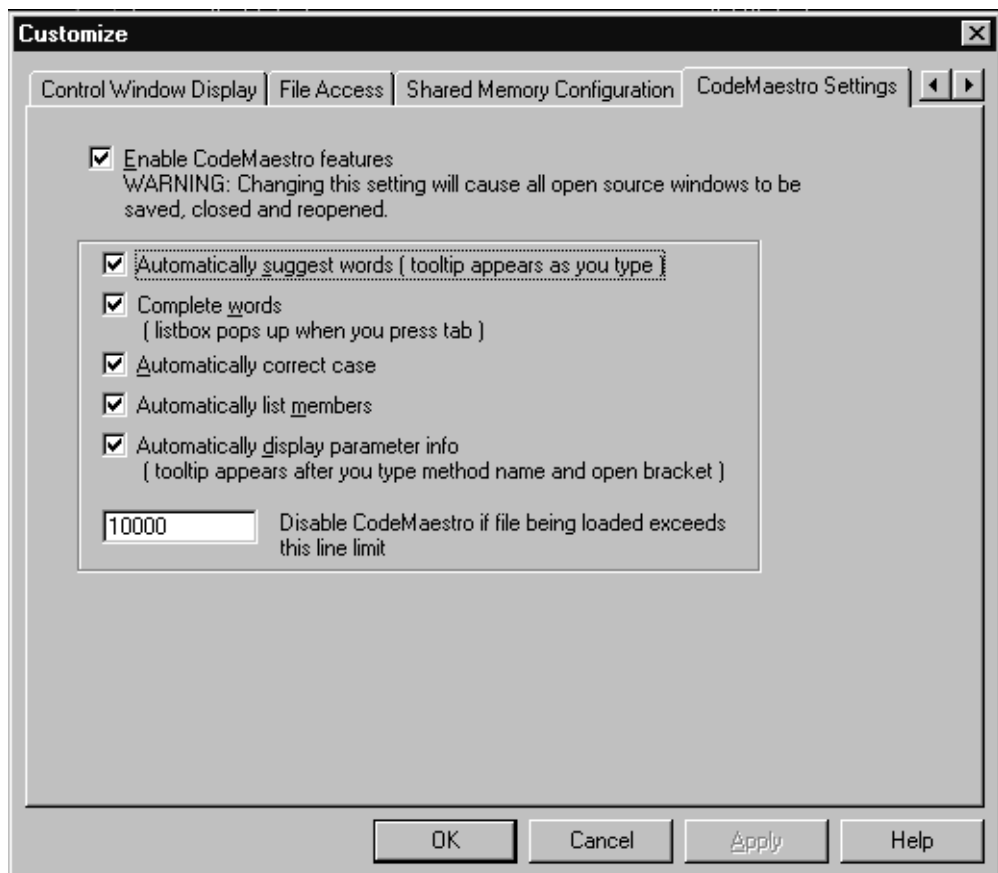 Customize
Control Window Display File Access Shared Memory Configuration CodeMaestro Settings
Enable CodeMaestro features
WARNING: Changing this setting will cause all open source windows to be
saved, closed and reopened.
Automatically suggest words ( tooltip appears as you type )
Complete words
( listbox pops up when you press tab )
Automatically correct case
Automatically list members
Automatically display parameter info
( tooltip appears after you type method name and open bracket )
10000 Disable CodeMaestro if file being loaded exceeds
this line limit
OK Cancel Apply Help